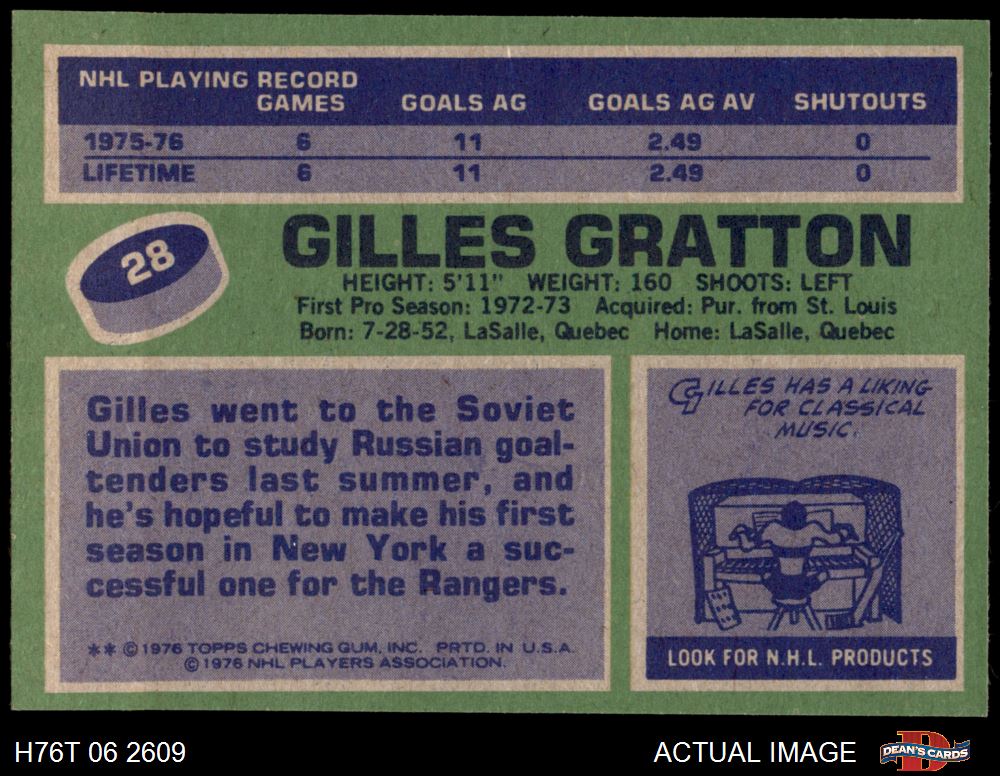 NHL PLAYING RECORD
GAMES GOALS AG GOALS AG AV SHUTOUTS
1975-76 6 11 2.49 0
LIFETIME 6 11 2.49 0
28
GILLES GRATTON
HEIGHT: 5'11" WEIGHT: 160 SHOOTS: LEFT
First Pro Season: 1972-73 Acquired: Pur. from St. Louis
Born: 7-28-52, LaSalle, Quebec Home: LaSalle, Quebec
Gilles went to the Soviet
Union to study Russian goal-
tenders last summer, and
he's hopeful to make his first
season in New York a suc-
cessful one for the Rangers.
** © 1976 TOPPS CHEWING GUM, INC. PRTD. IN U.S.A.
© 1976 NHL PLAYERS ASSOCIATION.
GILLES HAS A LIKING
FOR CLASSICAL
MUSIC.
LOOK FOR N.H.L. PRODUCTS
H76T 06 2609
ACTUAL IMAGE
D
DEAN'S CARDS